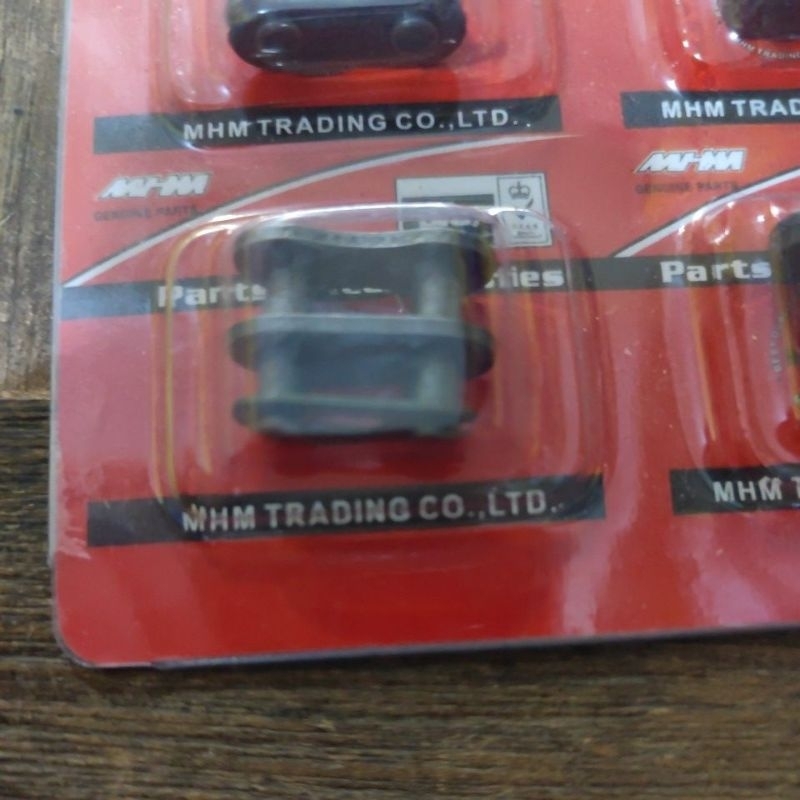 MHM TRADING CO.,LTD..
MHM TRAD
MHM
GENUINE PARTS
MHM
GENUINE PARTS
Parts
ries
Parts
MHM TRADING CO.,LTD.
MHM T